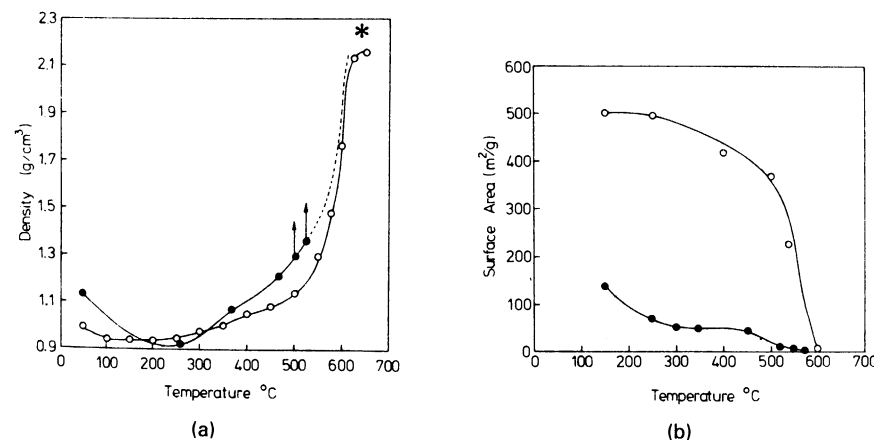 2.3
2.1
1.7
1.5
1.3
1.1
0.9
Density (g/cm³)
*
0 100 200 300 400 500 600 700
Temperature °C
(a)
600
500
400
300
200
100
0
Surface Area (m²/g)
0 100 200 300 400 500 600 700
Temperature °C
(b)